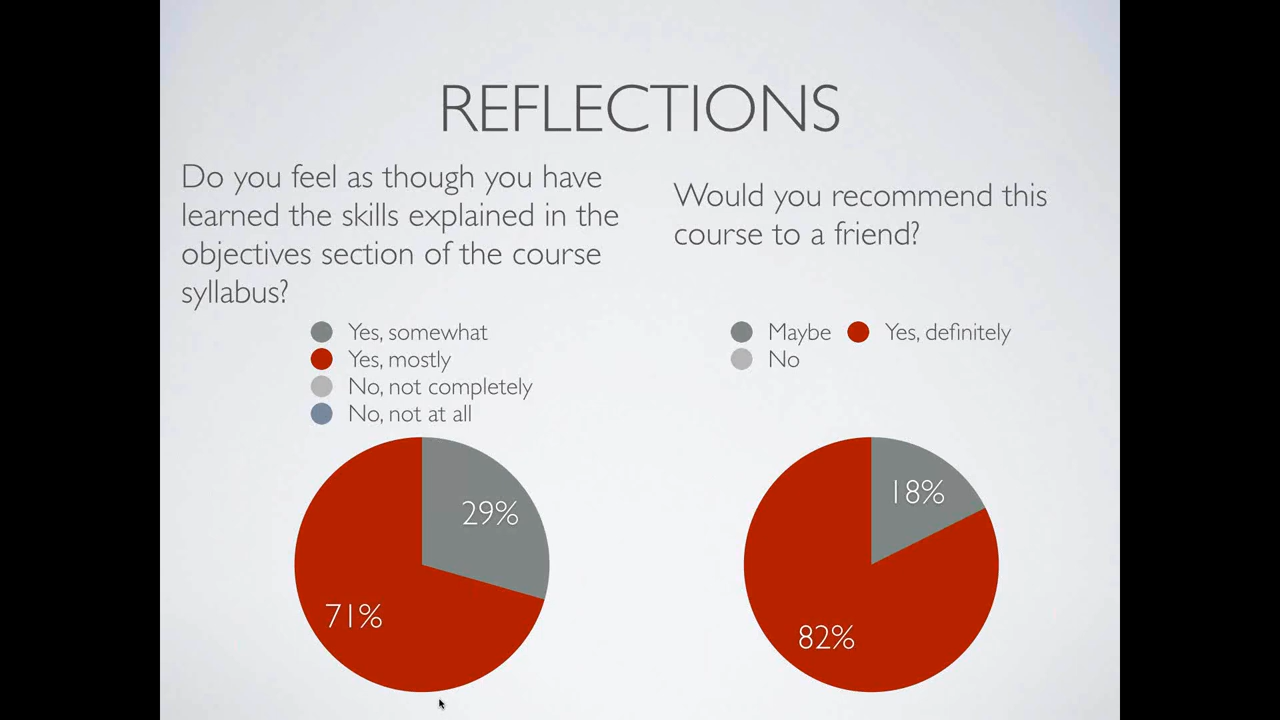 REFLECTIONS
Do you feel as though you have
learned the skills explained in the
objectives section of the course
syllabus?
Yes, somewhat
Yes, mostly
No, not completely
No, not at all
29%
71%
Would you recommend this
course to a friend?
Maybe Yes, definitely
No
18%
82%